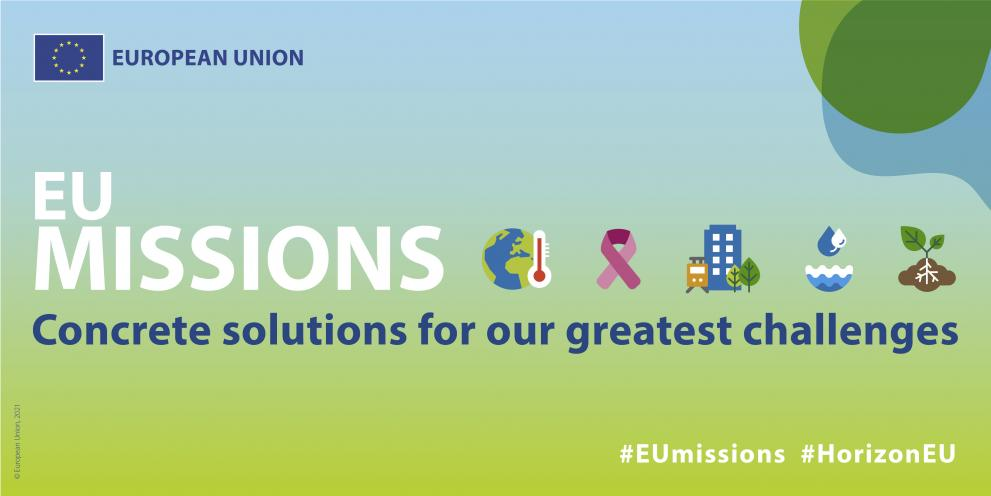 EUROPEAN UNION
EU
MISSIONS
Concrete solutions for our greatest challenges
© European Union, 2021
#EUmissions #HorizonEU